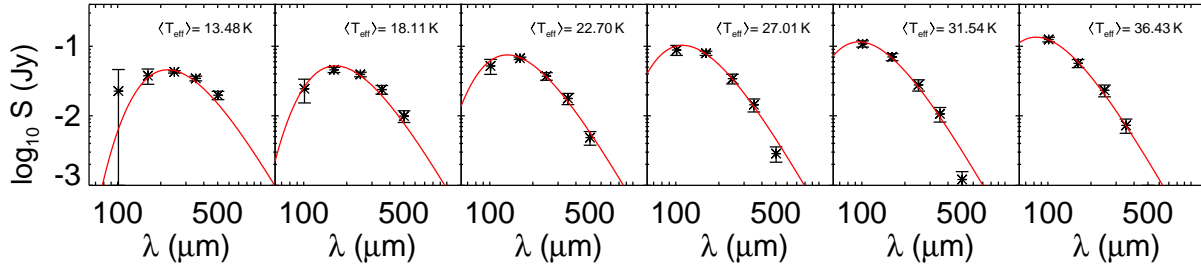 ⟨T_eff⟩ = 13.48 K ⟨T_eff⟩ = 18.11 K ⟨T_eff⟩ = 22.70 K ⟨T_eff⟩ = 27.01 K ⟨T_eff⟩ = 31.54 K ⟨T_eff⟩ = 36.43 K
-1
-2
-3
log₁₀ S (Jy)
100 500 100 500 100 500 100 500 100 500 100 500
λ (μm) λ (μm) λ (μm) λ (μm) λ (μm) λ (μm)